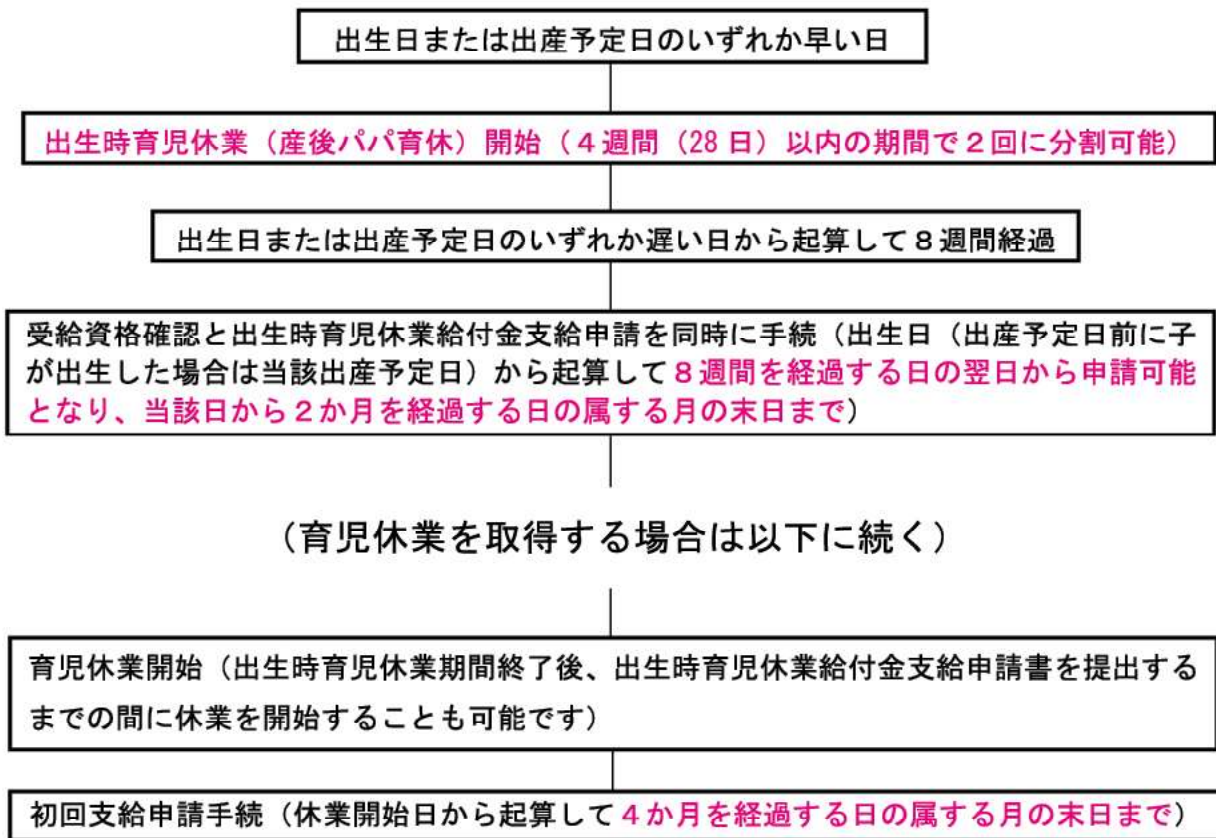 出生日または出産予定日のいずれか早い日
出生時育児休業（産後パパ育休）開始（４週間（28 日）以内の期間で２回に分割可能）
出生日または出産予定日のいずれか遅い日から起算して８週間経過
受給資格確認と出生時育児休業給付金支給申請を同時に手続（出生日（出産予定日前に子
が出生した場合は当該出産予定日）から起算して８週間を経過する日の翌日から申請可能
となり、当該日から２か月を経過する日の属する月の末日まで）
（育児休業を取得する場合は以下に続く）
育児休業開始（出生時育児休業期間終了後、出生時育児休業給付金支給申請書を提出する
までの間に休業を開始することも可能です）
初回支給申請手続（休業開始日から起算して４か月を経過する日の属する月の末日まで）